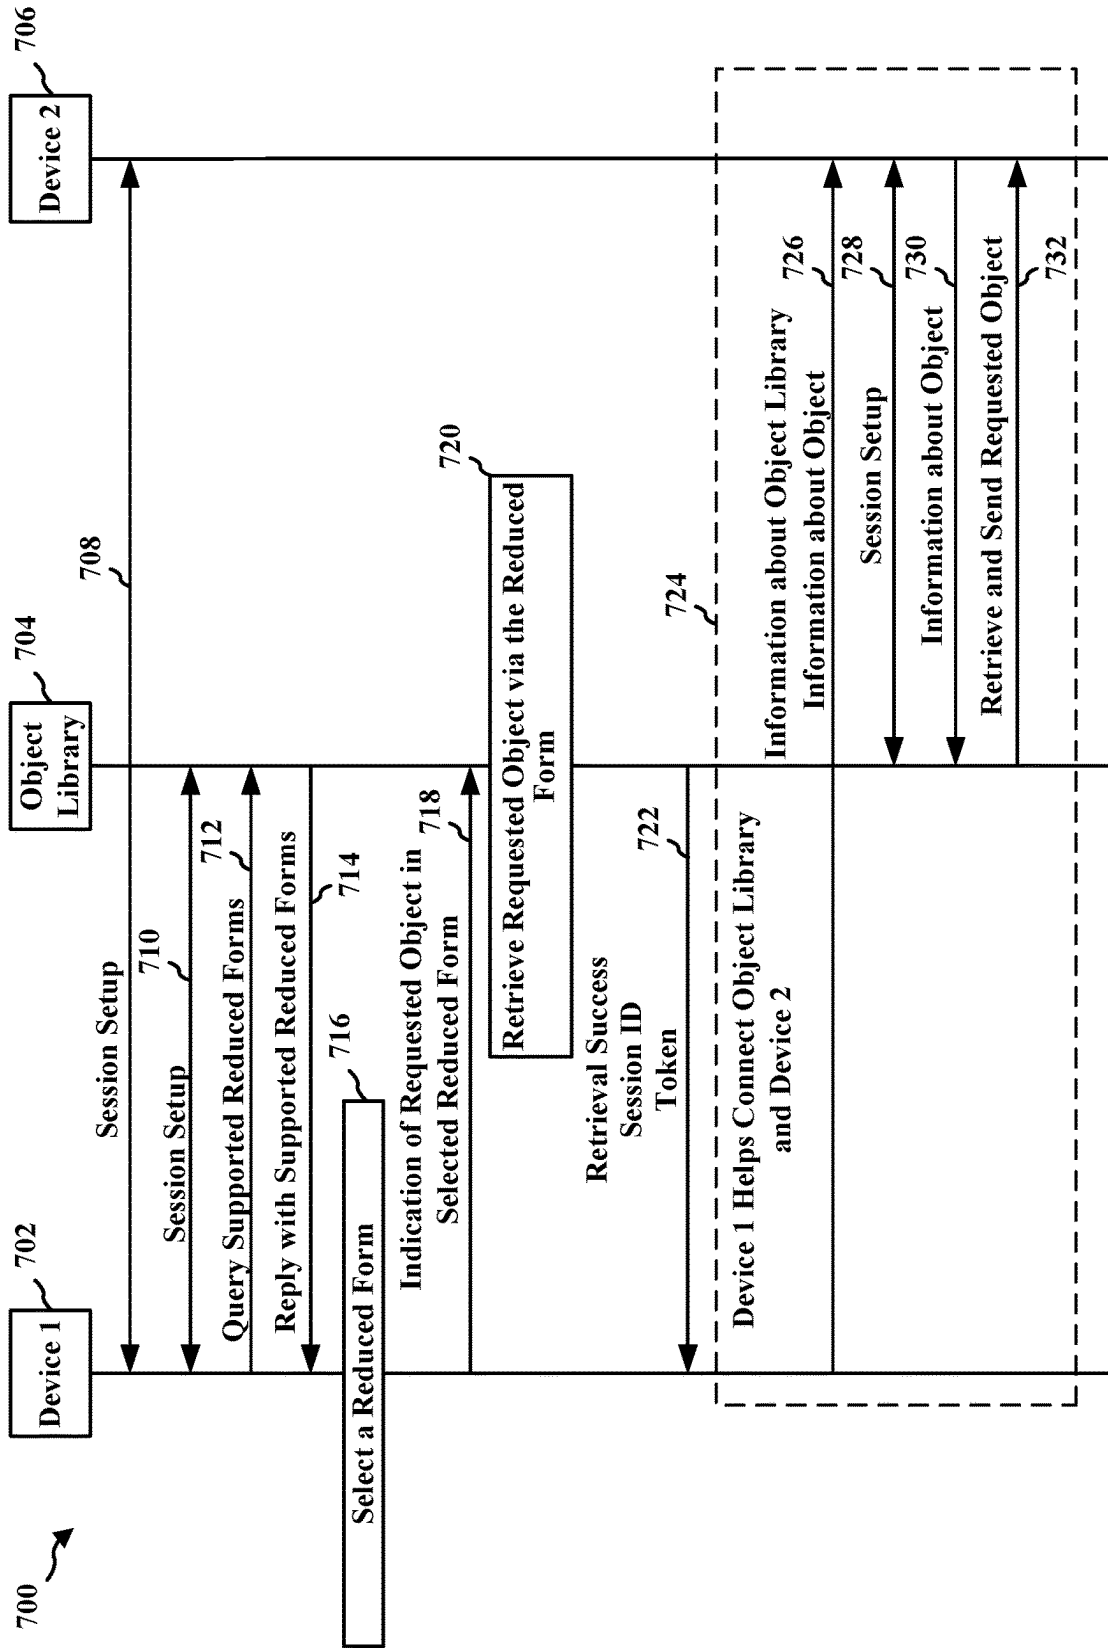 700
Device 1
702
Object
Library
704
Device 2
706
Session Setup
708
Session Setup
710
Query Supported Reduced Forms
712
Reply with Supported Reduced Forms
714
Select a Reduced Form
716
Indication of Requested Object in
Selected Reduced Form
718
Retrieve Requested Object via the Reduced
Form
720
Retrieval Success
Session ID
Token
722
724
Device 1 Helps Connect Object Library
and Device 2
Information about Object Library
Information about Object
726
Session Setup
728
Information about Object
730
Retrieve and Send Requested Object
732